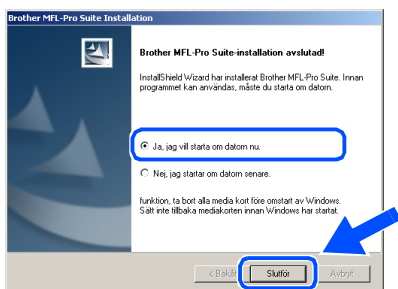 Brother MFL-Pro Suite Installation
Brother MFL-Pro Suite-installation avslutad!
InstallShield Wizard har installerat Brother MFL-Pro Suite. Innan
programmet kan användas, måste du starta om datorn.
Ja, jag vill starta om datorn nu.
Nej, jag startar om datorn senare.
funktion, ta bort alla media kort före omstart av Windows.
Sätt inte tillbaka mediakorten innan Windows har startat.
< Bakåt Slutför Avbryt